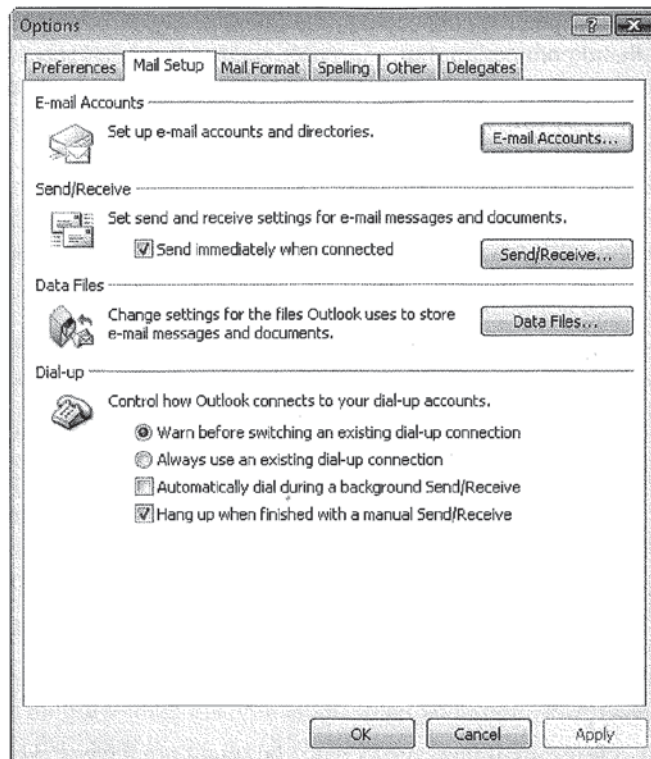 Options
Preferences Mail Setup Mail Format Spelling Other Delegates
E-mail Accounts
Set up e-mail accounts and directories.
E-mail Accounts...
Send/Receive
Set send and receive settings for e-mail messages and documents.
Send immediately when connected
Send/Receive...
Data Files
Change settings for the files Outlook uses to store
e-mail messages and documents.
Data Files...
Dial-up
Control how Outlook connects to your dial-up accounts.
Warn before switching an existing dial-up connection
Always use an existing dial-up connection
Automatically dial during a background Send/Receive
Hang up when finished with a manual Send/Receive
OK Cancel Apply